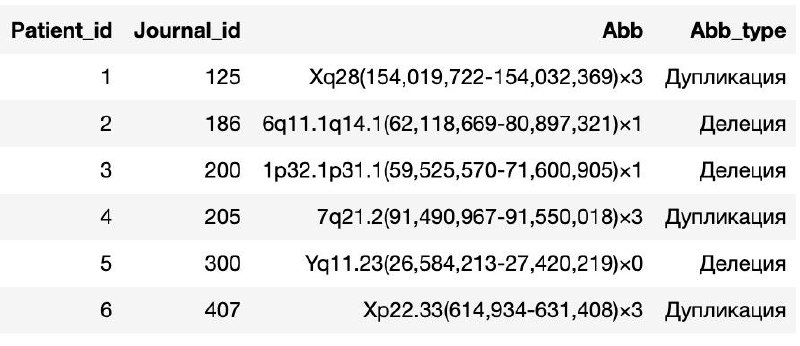 Patient_id Journal_id Abb Abb_type
1 125 Xq28(154,019,722-154,032,369)×3 Дупликация
2 186 6q11.1q14.1(62,118,669-80,897,321)×1 Делеция
3 200 1p32.1p31.1(59,525,570-71,600,905)×1 Делеция
4 205 7q21.2(91,490,967-91,550,018)×3 Дупликация
5 300 Yq11.23(26,584,213-27,420,219)×0 Делеция
6 407 Xp22.33(614,934-631,408)×3 Дупликация